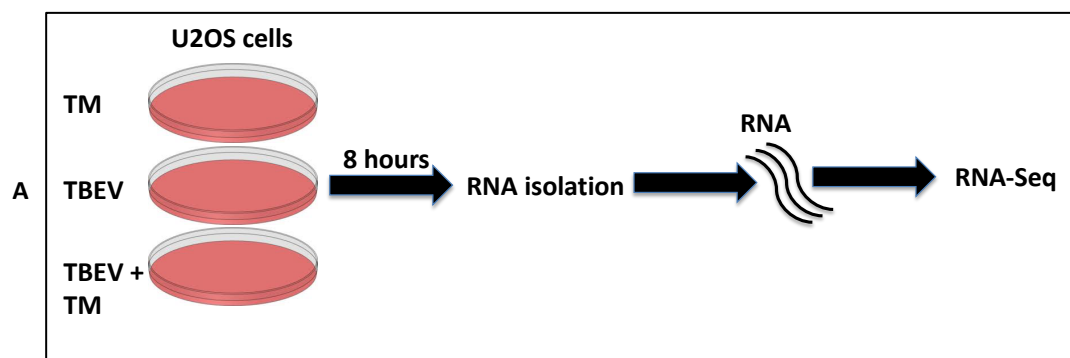 U2OS cells
TM
TBEV
TBEV +
TM
A
8 hours
RNA isolation
RNA
RNA-Seq